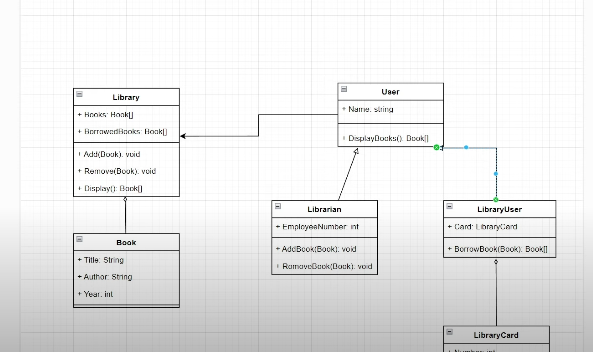 Library
+ Books: Book[]
+ BorrowedBooks: Book[]
+ Add(Book): void
+ Remove(Book): void
+ Display(): Book[]
Book
+ Title: String
+ Author: String
+ Year: int
User
+ Name: string
+ DisplayBooks(): Book[]
Librarian
+ EmployeeNumber: int
+ AddBook(Book): void
+ RomoveBook(Book): void
LibraryUser
+ Card: LibraryCard
+ BorrowBook(Book): Book[]
LibraryCard
+ Number: int